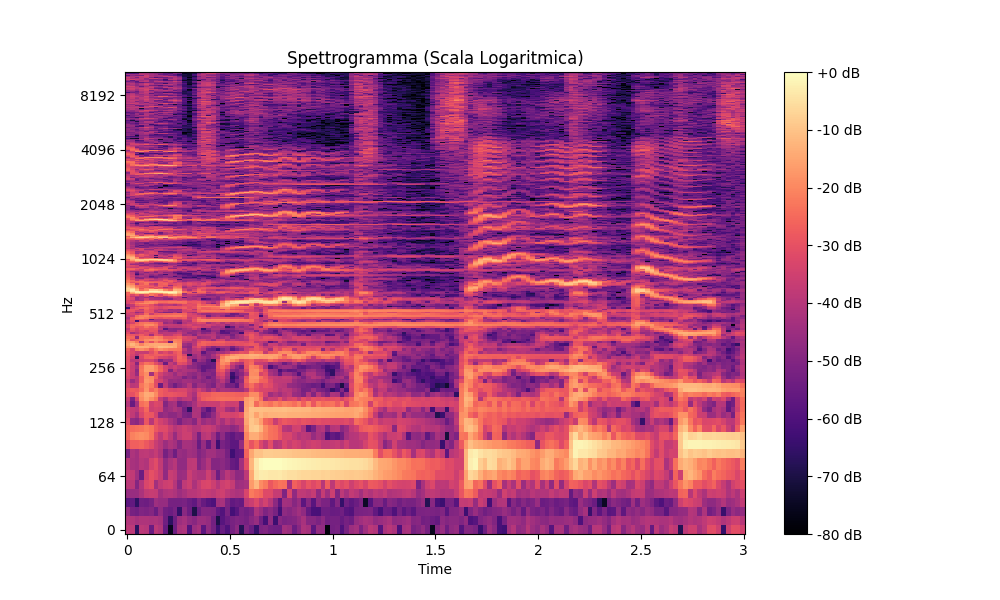 Spettrogramma (Scala Logaritmica)
Hz
8192
4096
2048
1024
512
256
128
64
0
0
0.5
1
1.5
2
2.5
3
Time
+0 dB
-10 dB
-20 dB
-30 dB
-40 dB
-50 dB
-60 dB
-70 dB
-80 dB